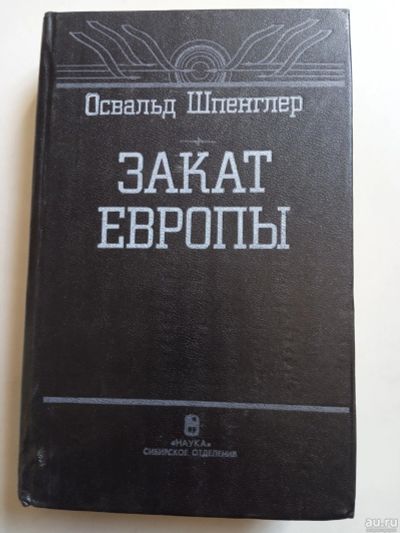 Освальд Шпенглер
ЗАКАТ
ЕВРОПЫ
«НАУКА»
СИБИРСКОЕ ОТДЕЛЕНИЕ
au.ru